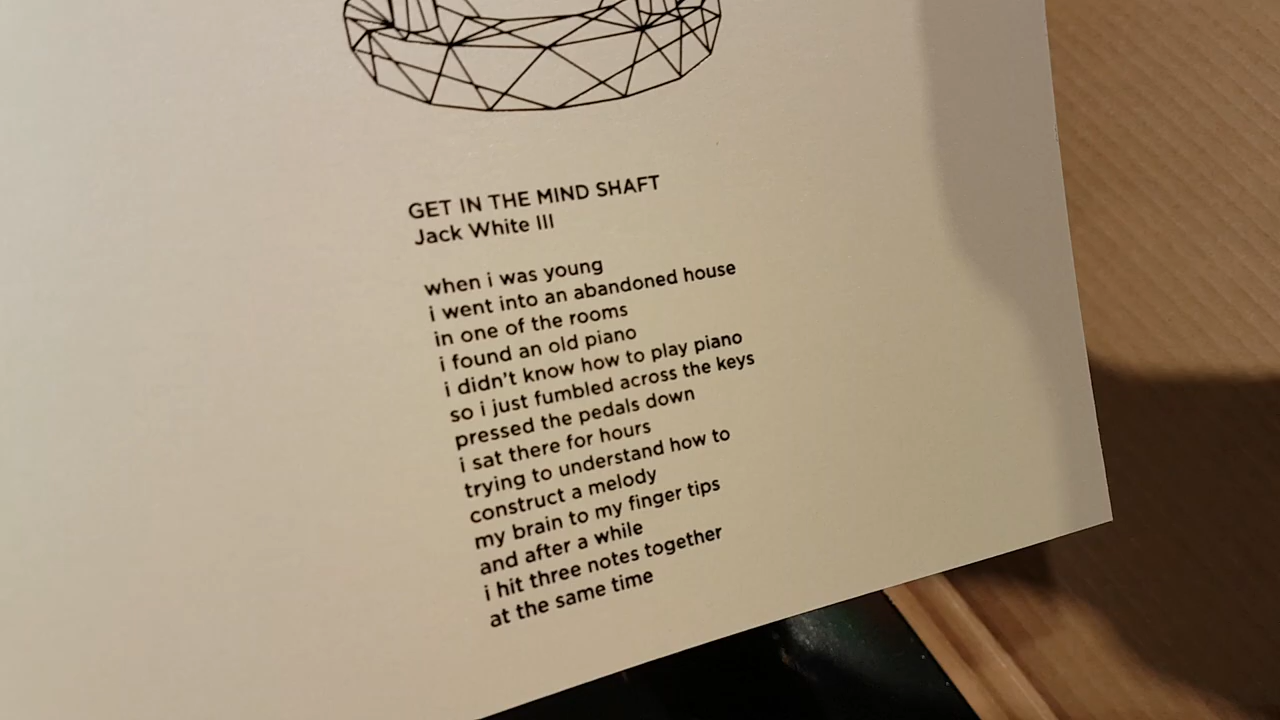 GET IN THE MIND SHAFT
Jack White III
when i was young
i went into an abandoned house
in one of the rooms
i found an old piano
i didn't know how to play piano
so i just fumbled across the keys
pressed the pedals down
i sat there for hours
trying to understand how to
construct a melody
my brain to my finger tips
and after a while
i hit three notes together
at the same time